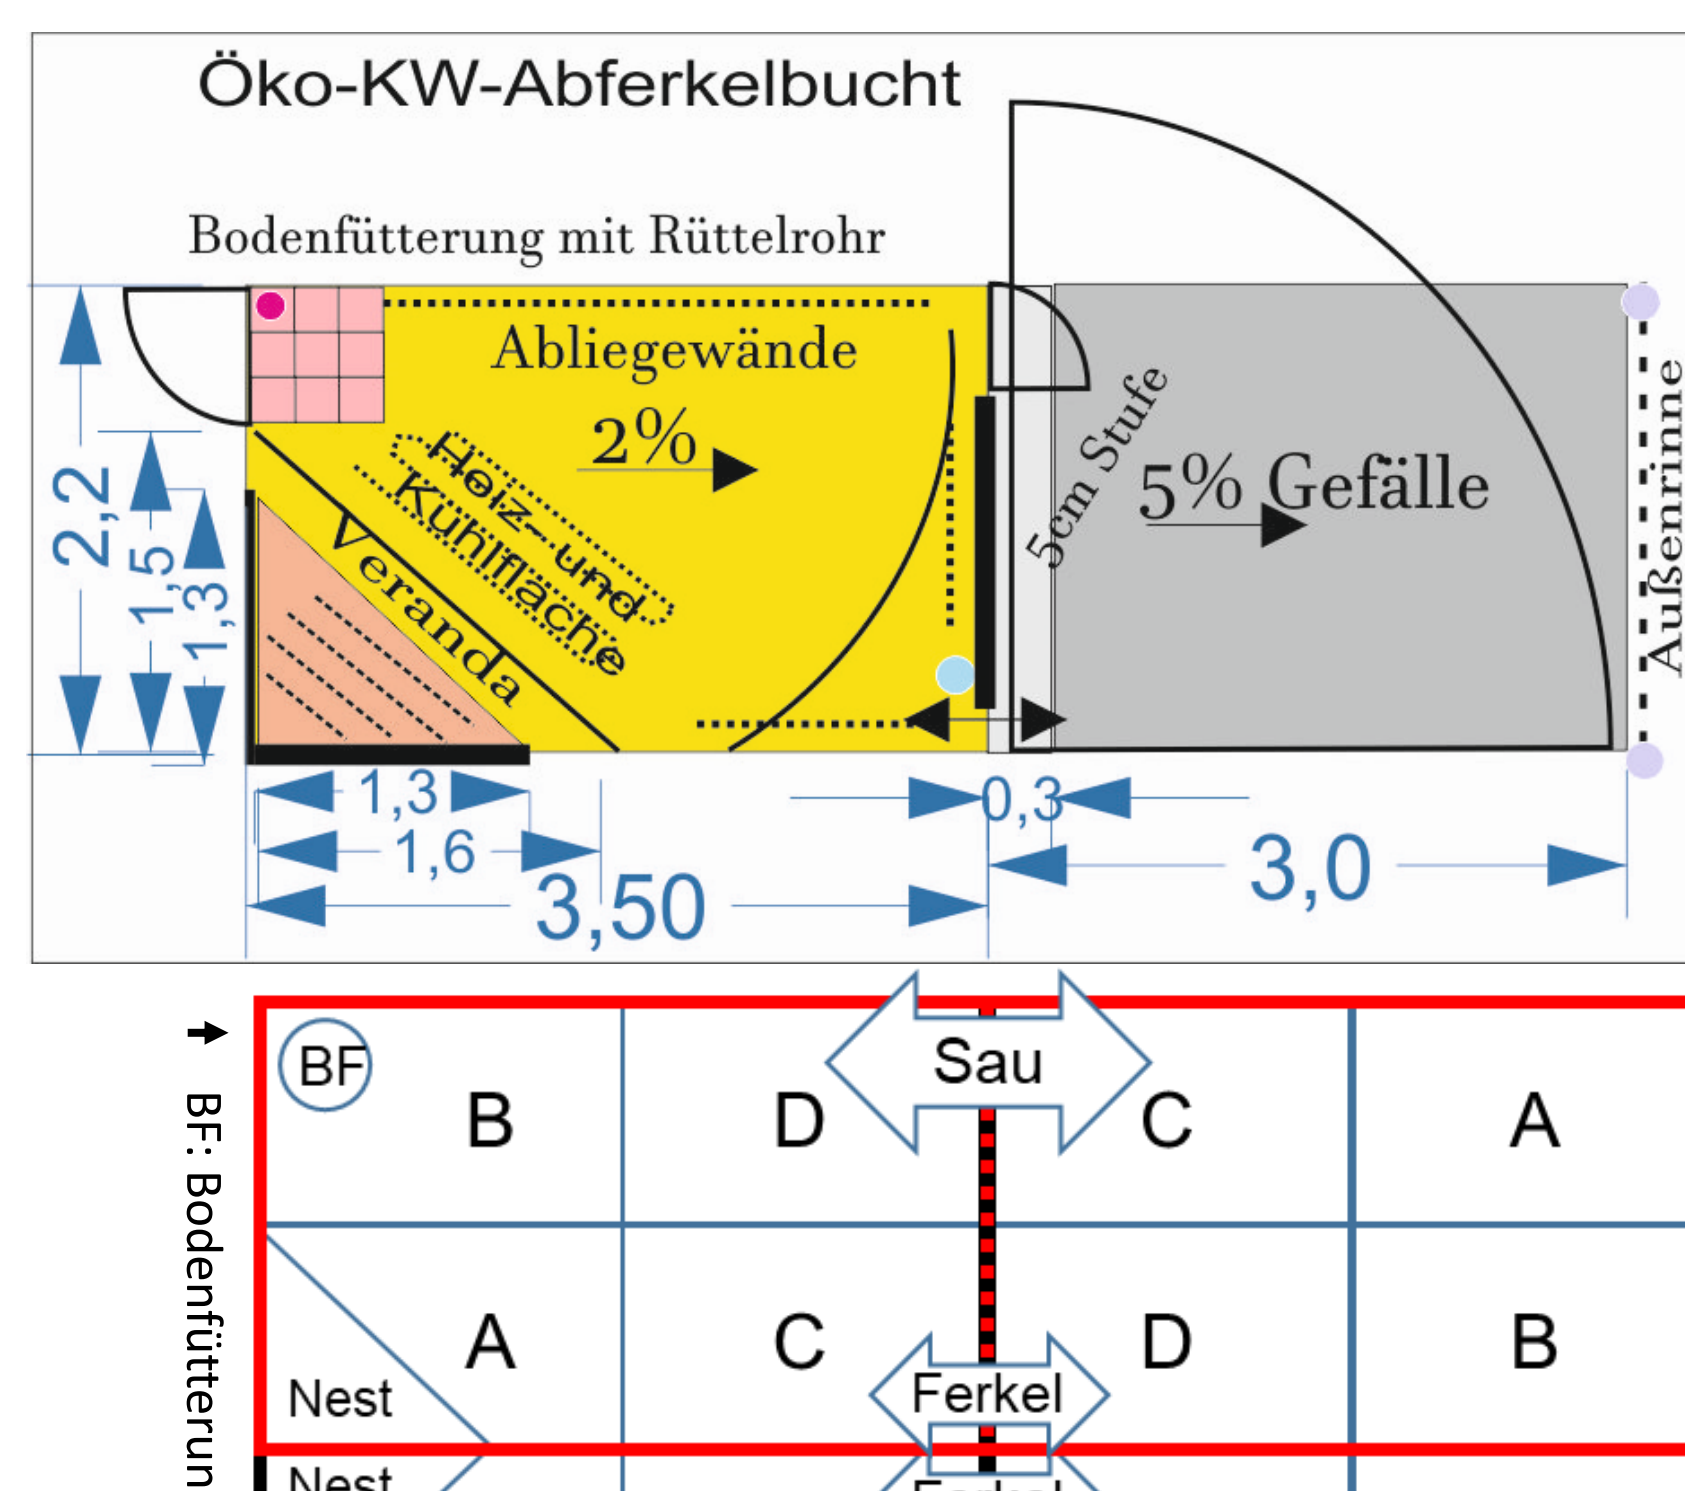 Öko-KW-Abferkelbucht
Bodenfütterung mit Rüttelrohr
Abliegewände
2%
Heiz- und
Kühlfläche
Veranda
5cm Stufe
5% Gefälle
Außenrinne
2,2
1,5
1,3
1,3
0,3
1,6
3,0
3,50
BF
B
D
Sau
C
A
BF: Bodenfütterun
A
C
D
B
Nest
Ferkel
Nest
Ferkel